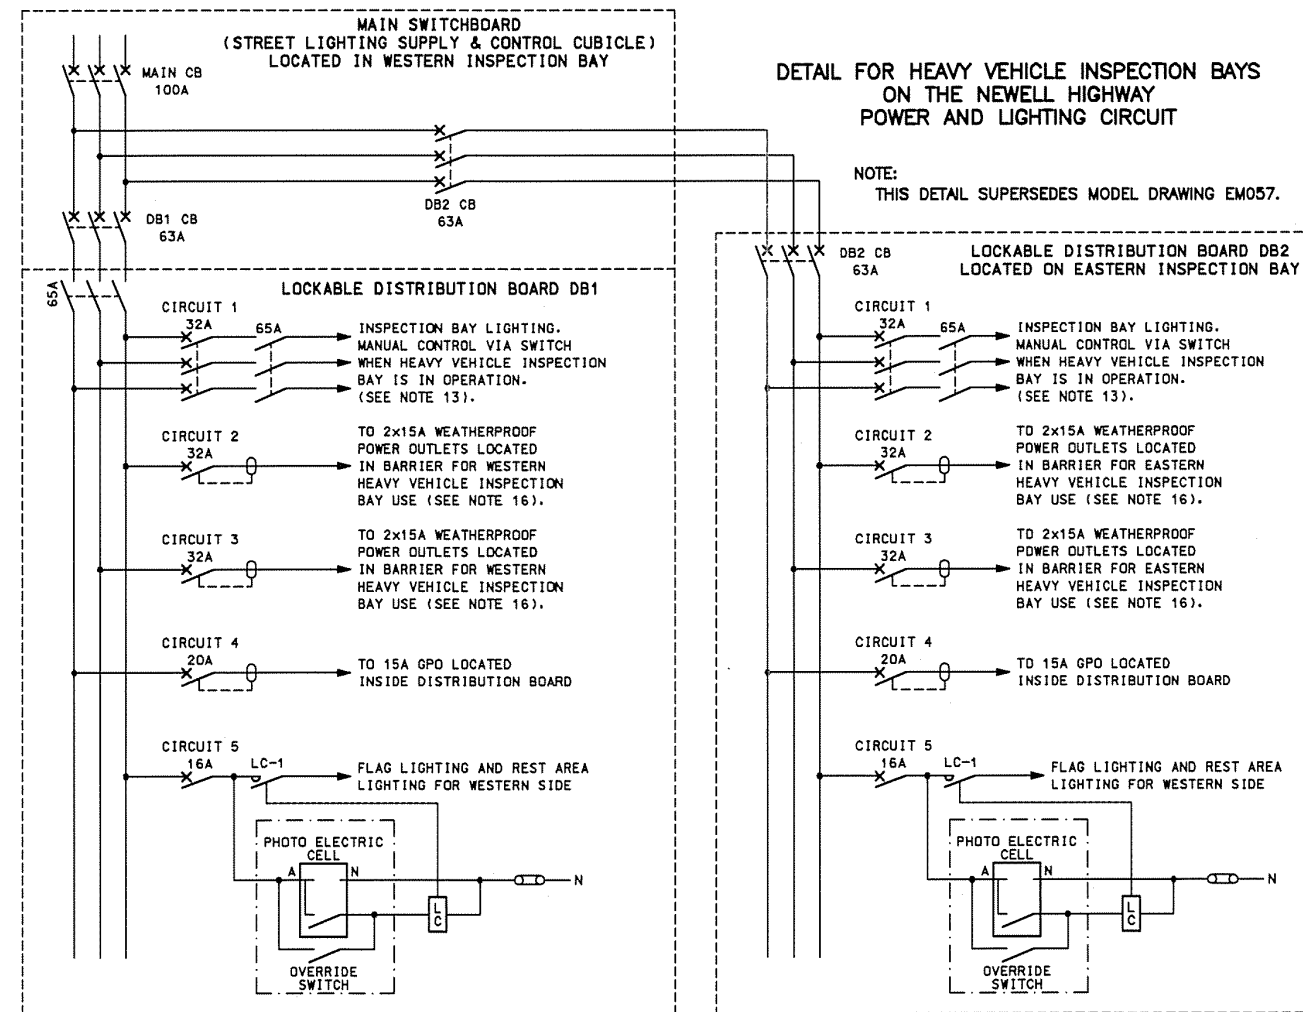 MAIN SWITCHBOARD
(STREET LIGHTING SUPPLY & CONTROL CUBICLE)
LOCATED IN WESTERN INSPECTION BAY
MAIN CB
100A
DETAIL FOR HEAVY VEHICLE INSPECTION BAYS
ON THE NEWELL HIGHWAY
POWER AND LIGHTING CIRCUIT
NOTE:
THIS DETAIL SUPERSEDES MODEL DRAWING EM057.
DB2 CB
63A
DB1 CB
63A
LOCKABLE DISTRIBUTION BOARD DB1
65A
CIRCUIT 1
32A
65A
INSPECTION BAY LIGHTING.
MANUAL CONTROL VIA SWITCH
WHEN HEAVY VEHICLE INSPECTION
BAY IS IN OPERATION.
(SEE NOTE 13).
CIRCUIT 2
32A
TO 2x15A WEATHERPROOF
POWER OUTLETS LOCATED
IN BARRIER FOR WESTERN
HEAVY VEHICLE INSPECTION
BAY USE (SEE NOTE 16).
CIRCUIT 3
32A
TO 2x15A WEATHERPROOF
POWER OUTLETS LOCATED
IN BARRIER FOR WESTERN
HEAVY VEHICLE INSPECTION
BAY USE (SEE NOTE 16).
CIRCUIT 4
20A
TO 15A GPO LOCATED
INSIDE DISTRIBUTION BOARD
CIRCUIT 5
16A
LC-1
FLAG LIGHTING AND REST AREA
LIGHTING FOR WESTERN SIDE
PHOTO ELECTRIC
CELL
A
N
N
LC
OVERRIDE
SWITCH
DB2 CB
63A
LOCKABLE DISTRIBUTION BOARD DB2
LOCATED ON EASTERN INSPECTION BAY
CIRCUIT 1
32A
65A
INSPECTION BAY LIGHTING.
MANUAL CONTROL VIA SWITCH
WHEN HEAVY VEHICLE INSPECTION
BAY IS IN OPERATION.
(SEE NOTE 13).
CIRCUIT 2
32A
TO 2x15A WEATHERPROOF
POWER OUTLETS LOCATED
IN BARRIER FOR EASTERN
HEAVY VEHICLE INSPECTION
BAY USE (SEE NOTE 16).
CIRCUIT 3
32A
TO 2x15A WEATHERPROOF
POWER OUTLETS LOCATED
IN BARRIER FOR EASTERN
HEAVY VEHICLE INSPECTION
BAY USE (SEE NOTE 16).
CIRCUIT 4
20A
TO 15A GPO LOCATED
INSIDE DISTRIBUTION BOARD
CIRCUIT 5
16A
LC-1
FLAG LIGHTING AND REST AREA
LIGHTING FOR WESTERN SIDE
PHOTO ELECTRIC
CELL
A
N
N
LC
OVERRIDE
SWITCH